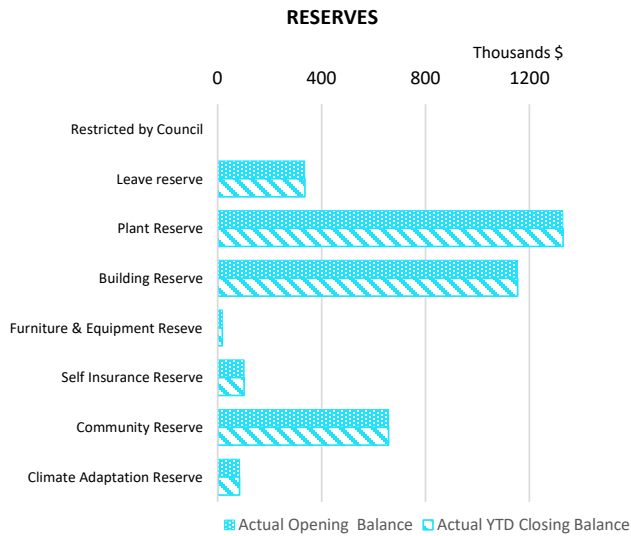 RESERVES
Thousands $
0 400 800 1200
Restricted by Council
Leave reserve
Plant Reserve
Building Reserve
Furniture & Equipment Reseve
Self Insurance Reserve
Community Reserve
Climate Adaptation Reserve
Actual Opening Balance Actual YTD Closing Balance